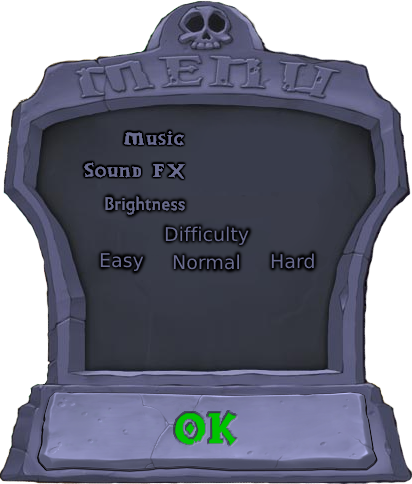 MENU
Music
Sound FX
Brightness
Difficulty
Easy Normal Hard
OK